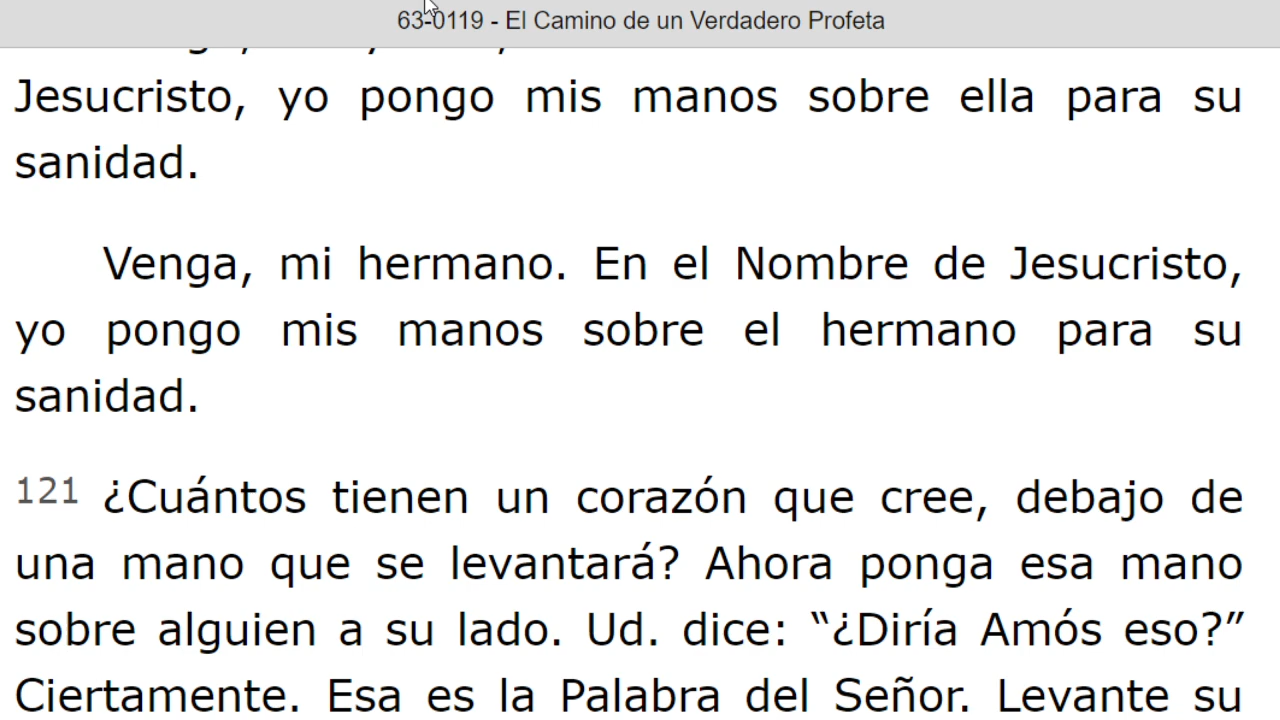 63-0119 - El Camino de un Verdadero Profeta
Jesucristo, yo pongo mis manos sobre ella para su
sanidad.
Venga, mi hermano. En el Nombre de Jesucristo,
yo pongo mis manos sobre el hermano para su
sanidad.
121 ¿Cuántos tienen un corazón que cree, debajo de
una mano que se levantará? Ahora ponga esa mano
sobre alguien a su lado. Ud. dice: “¿Diría Amós eso?”
Ciertamente. Esa es la Palabra del Señor. Levante su